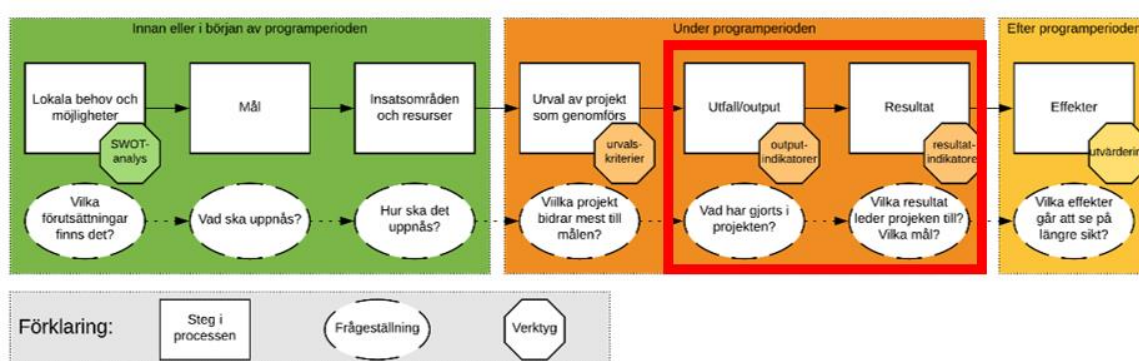 Innan eller i början av programperioden
Under programperioden
Efter programperioden
Lokala behov och
möjligheter
SWOT-
analys
Mål
Insatsområden
och resurser
Urval av projekt
som genomförs
urvals-
kriterier
Utfall/output
output-
indikatorer
Resultat
resultat-
indikatore
Effekter
utvärderin
Vilka
förutsättningar
finns det?
Vad ska uppnås?
Hur ska det
uppnås?
Viilka projekt
bidrar mest till
målen?
Vad har gjorts i
projekten?
Vilka resultat
leder projeken till?
Vilka mål?
Vilka effekter
går att se på
längre sikt?
Förklaring:
Steg i
processen
Frågeställning
Verktyg